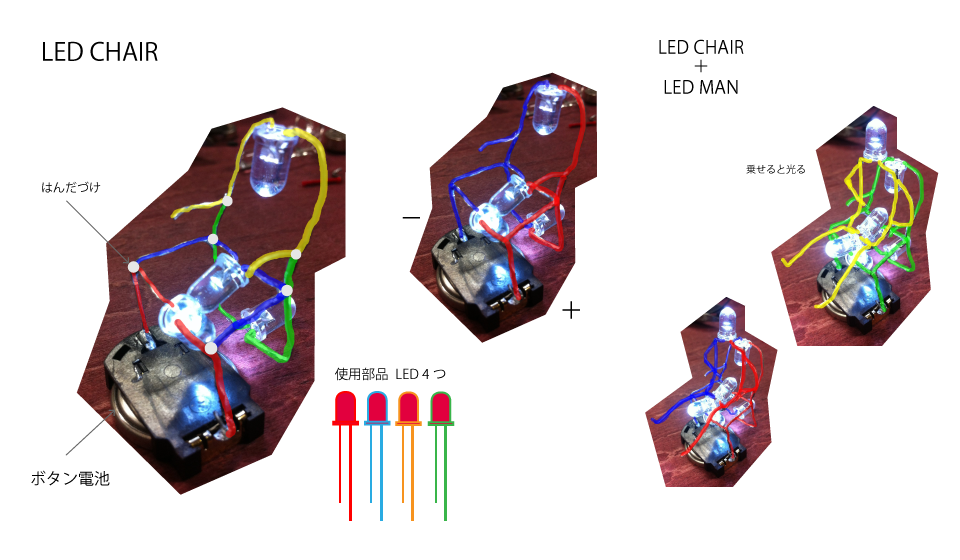 LED CHAIR
LED CHAIR
+
LED MAN
はんだづけ
乗せると光る
−
+
使用部品 LED 4 つ
ボタン電池